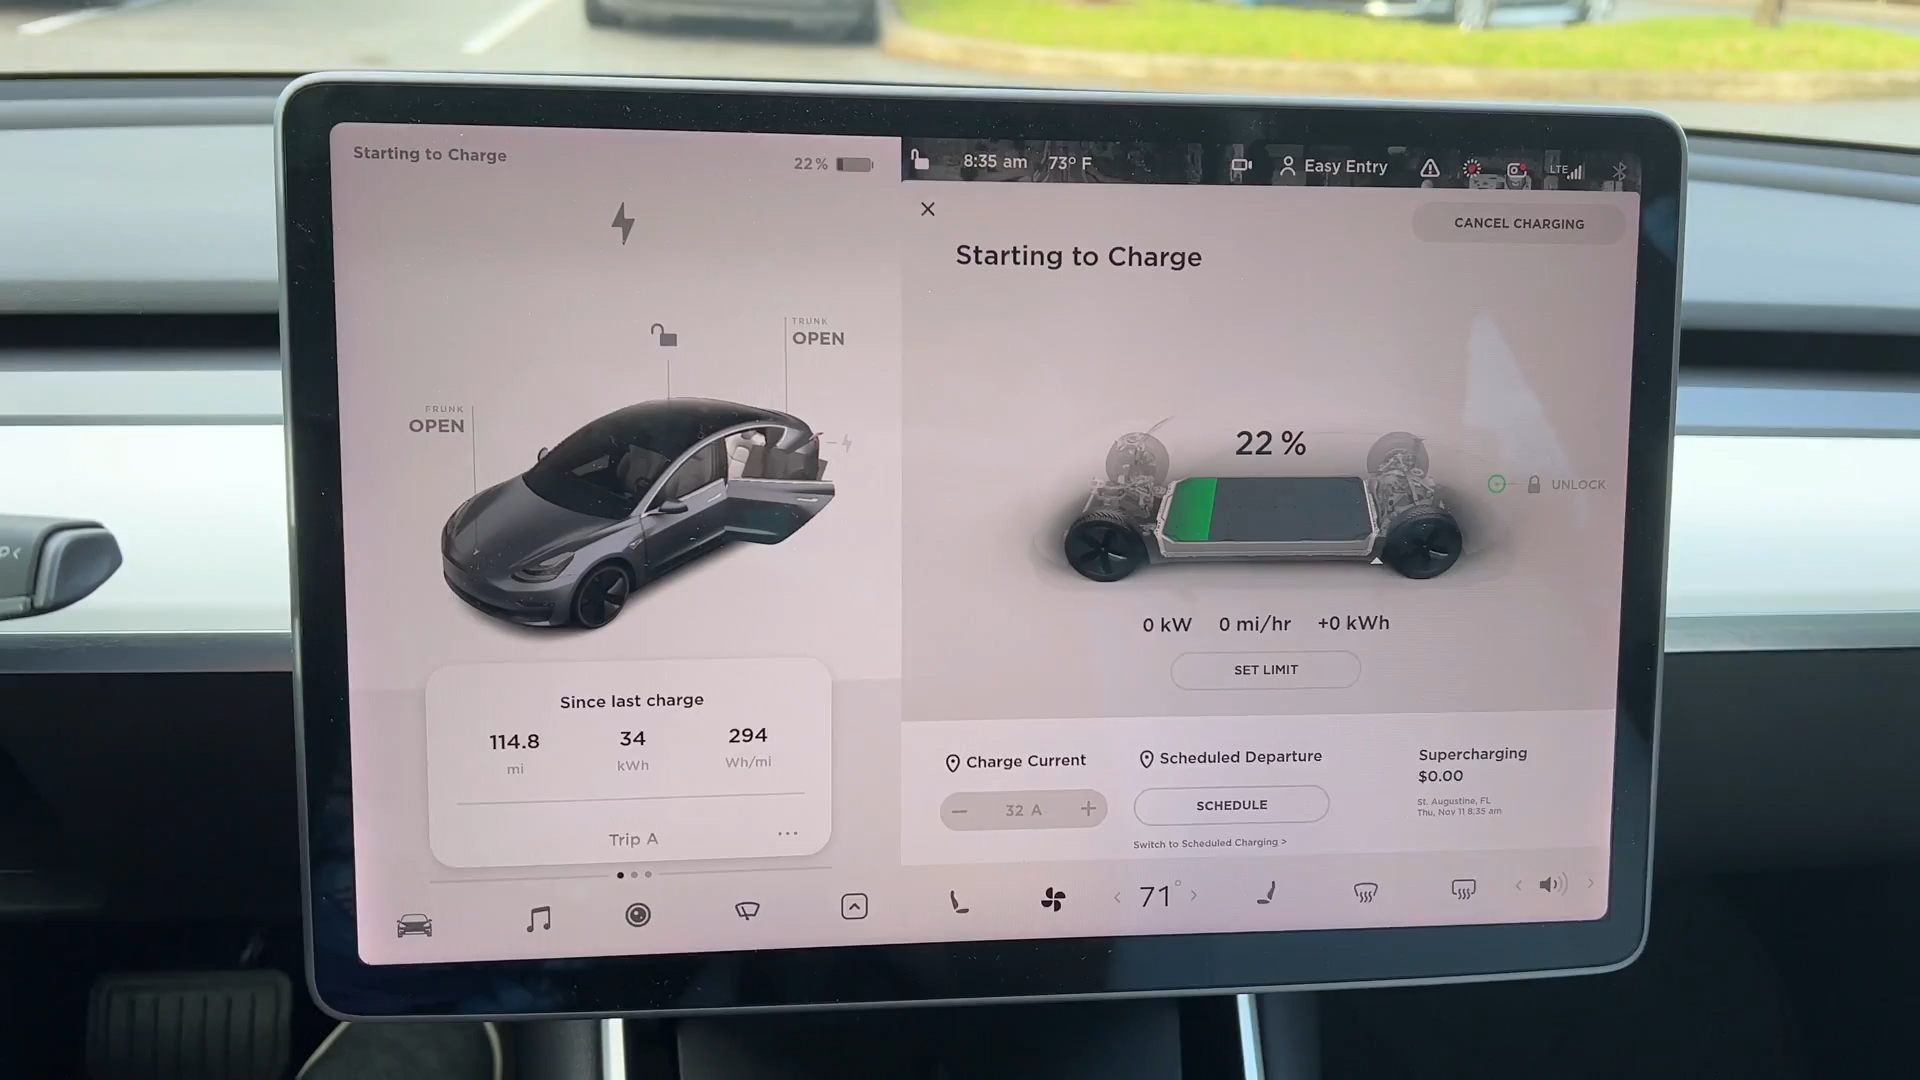 Starting to Charge
22%
TRUNK
OPEN
FRUNK
OPEN
Since last charge
114.8
34
294
mi
kWh
Wh/mi
Trip A
8:35 am 73° F
Easy Entry
LTE
CANCEL CHARGING
Starting to Charge
22 %
UNLOCK
0 kW 0 mi/hr +0 kWh
SET LIMIT
Charge Current
32 A
Scheduled Departure
SCHEDULE
Switch to Scheduled Charging >
Supercharging
$0.00
St. Augustine, FL
Thu, Nov 11 8:35 am
71°